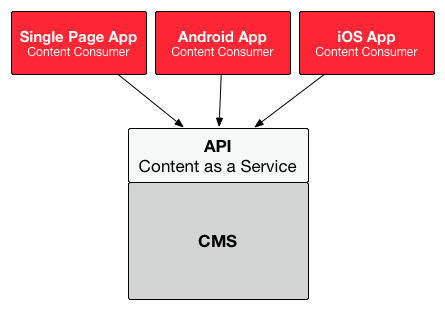 Single Page App
Content Consumer
Android App
Content Consumer
iOS App
Content Consumer
API
Content as a Service
CMS